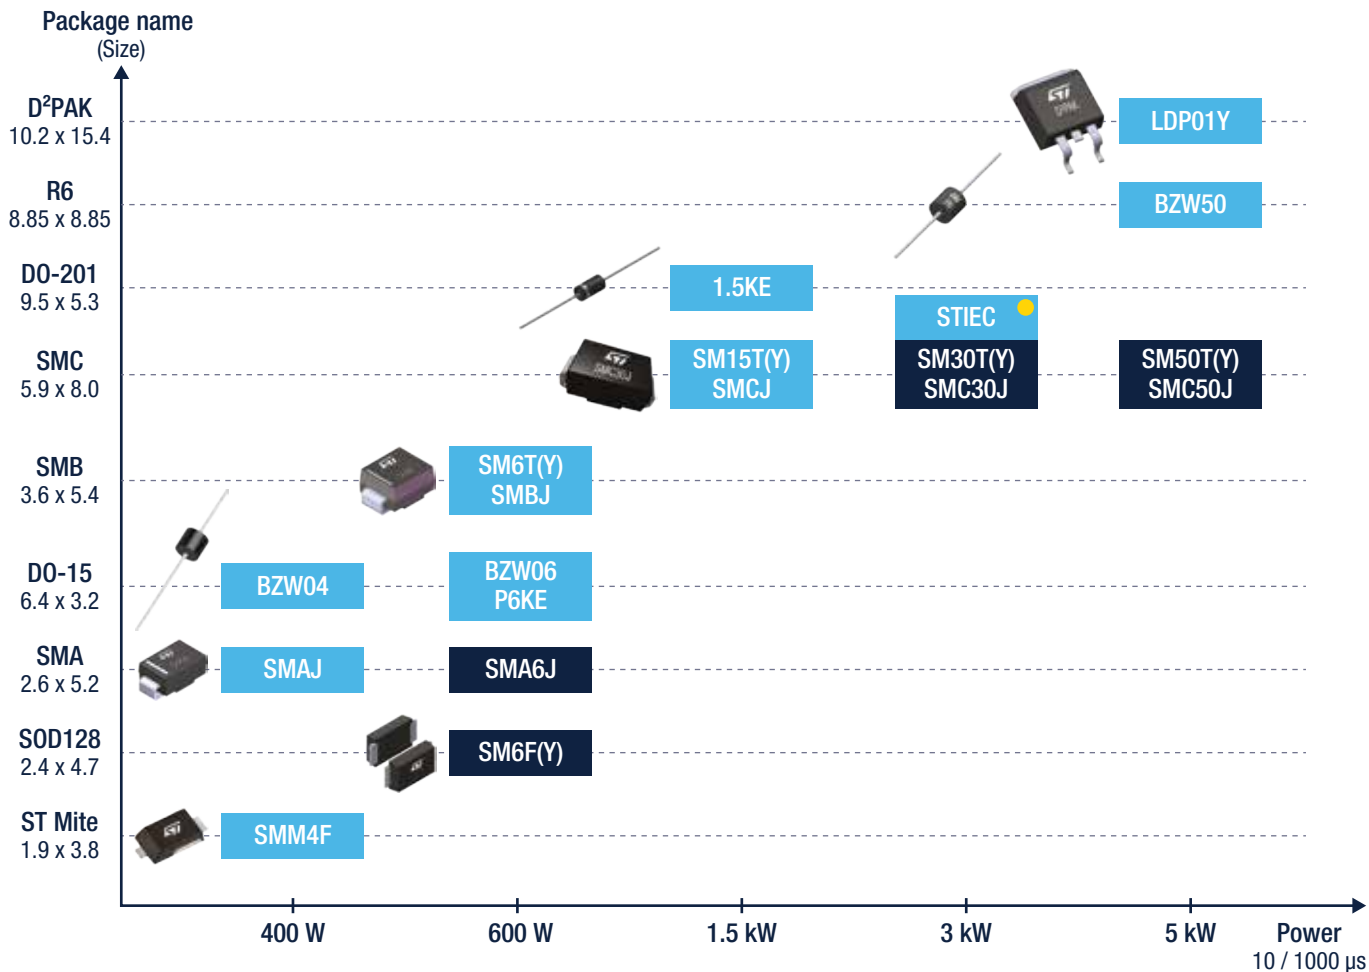 Package name
(Size)
D²PAK
10.2 x 15.4
D²PAK
LDP01Y
R6
8.85 x 8.85
BZW50
DO-201
9.5 x 5.3
1.5KE
STIEC
SMC
5.9 x 8.0
SMC30J
SM15T(Y)
SMCJ
SM30T(Y)
SMC30J
SM50T(Y)
SMC50J
SMB
3.6 x 5.4
SM6T(Y)
SMBJ
DO-15
6.4 x 3.2
BZW04
BZW06
P6KE
SMA
2.6 x 5.2
SMAJ
SMA6J
SOD128
2.4 x 4.7
SM6F(Y)
ST Mite
1.9 x 3.8
SMM4F
400 W
600 W
1.5 kW
3 kW
5 kW
Power
10 / 1000 µs